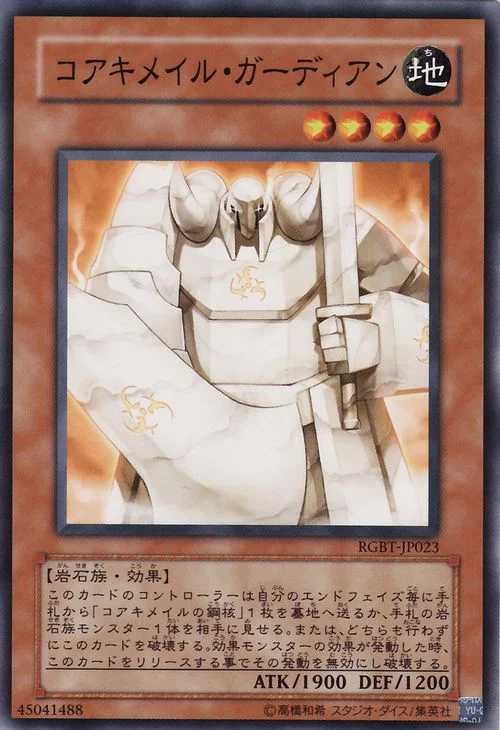 コアキメイル・ガーディアン
地
RGBT-JP023
【岩石族・効果】
このカードのコントローラーは自分のエンドフェイズ毎に手
札から「コアキメイルの鋼核」1枚を墓地へ送るか、手札の岩
石族モンスター1体を相手に見せる。または、どちらも行わず
にこのカードを破壊する。効果モンスターの効果が発動した時、
このカードをリリースする事でその発動を無効にし破壊する。
ATK/1900 DEF/1200
45041488
©高橋和希 スタジオ・ダイス/集英社